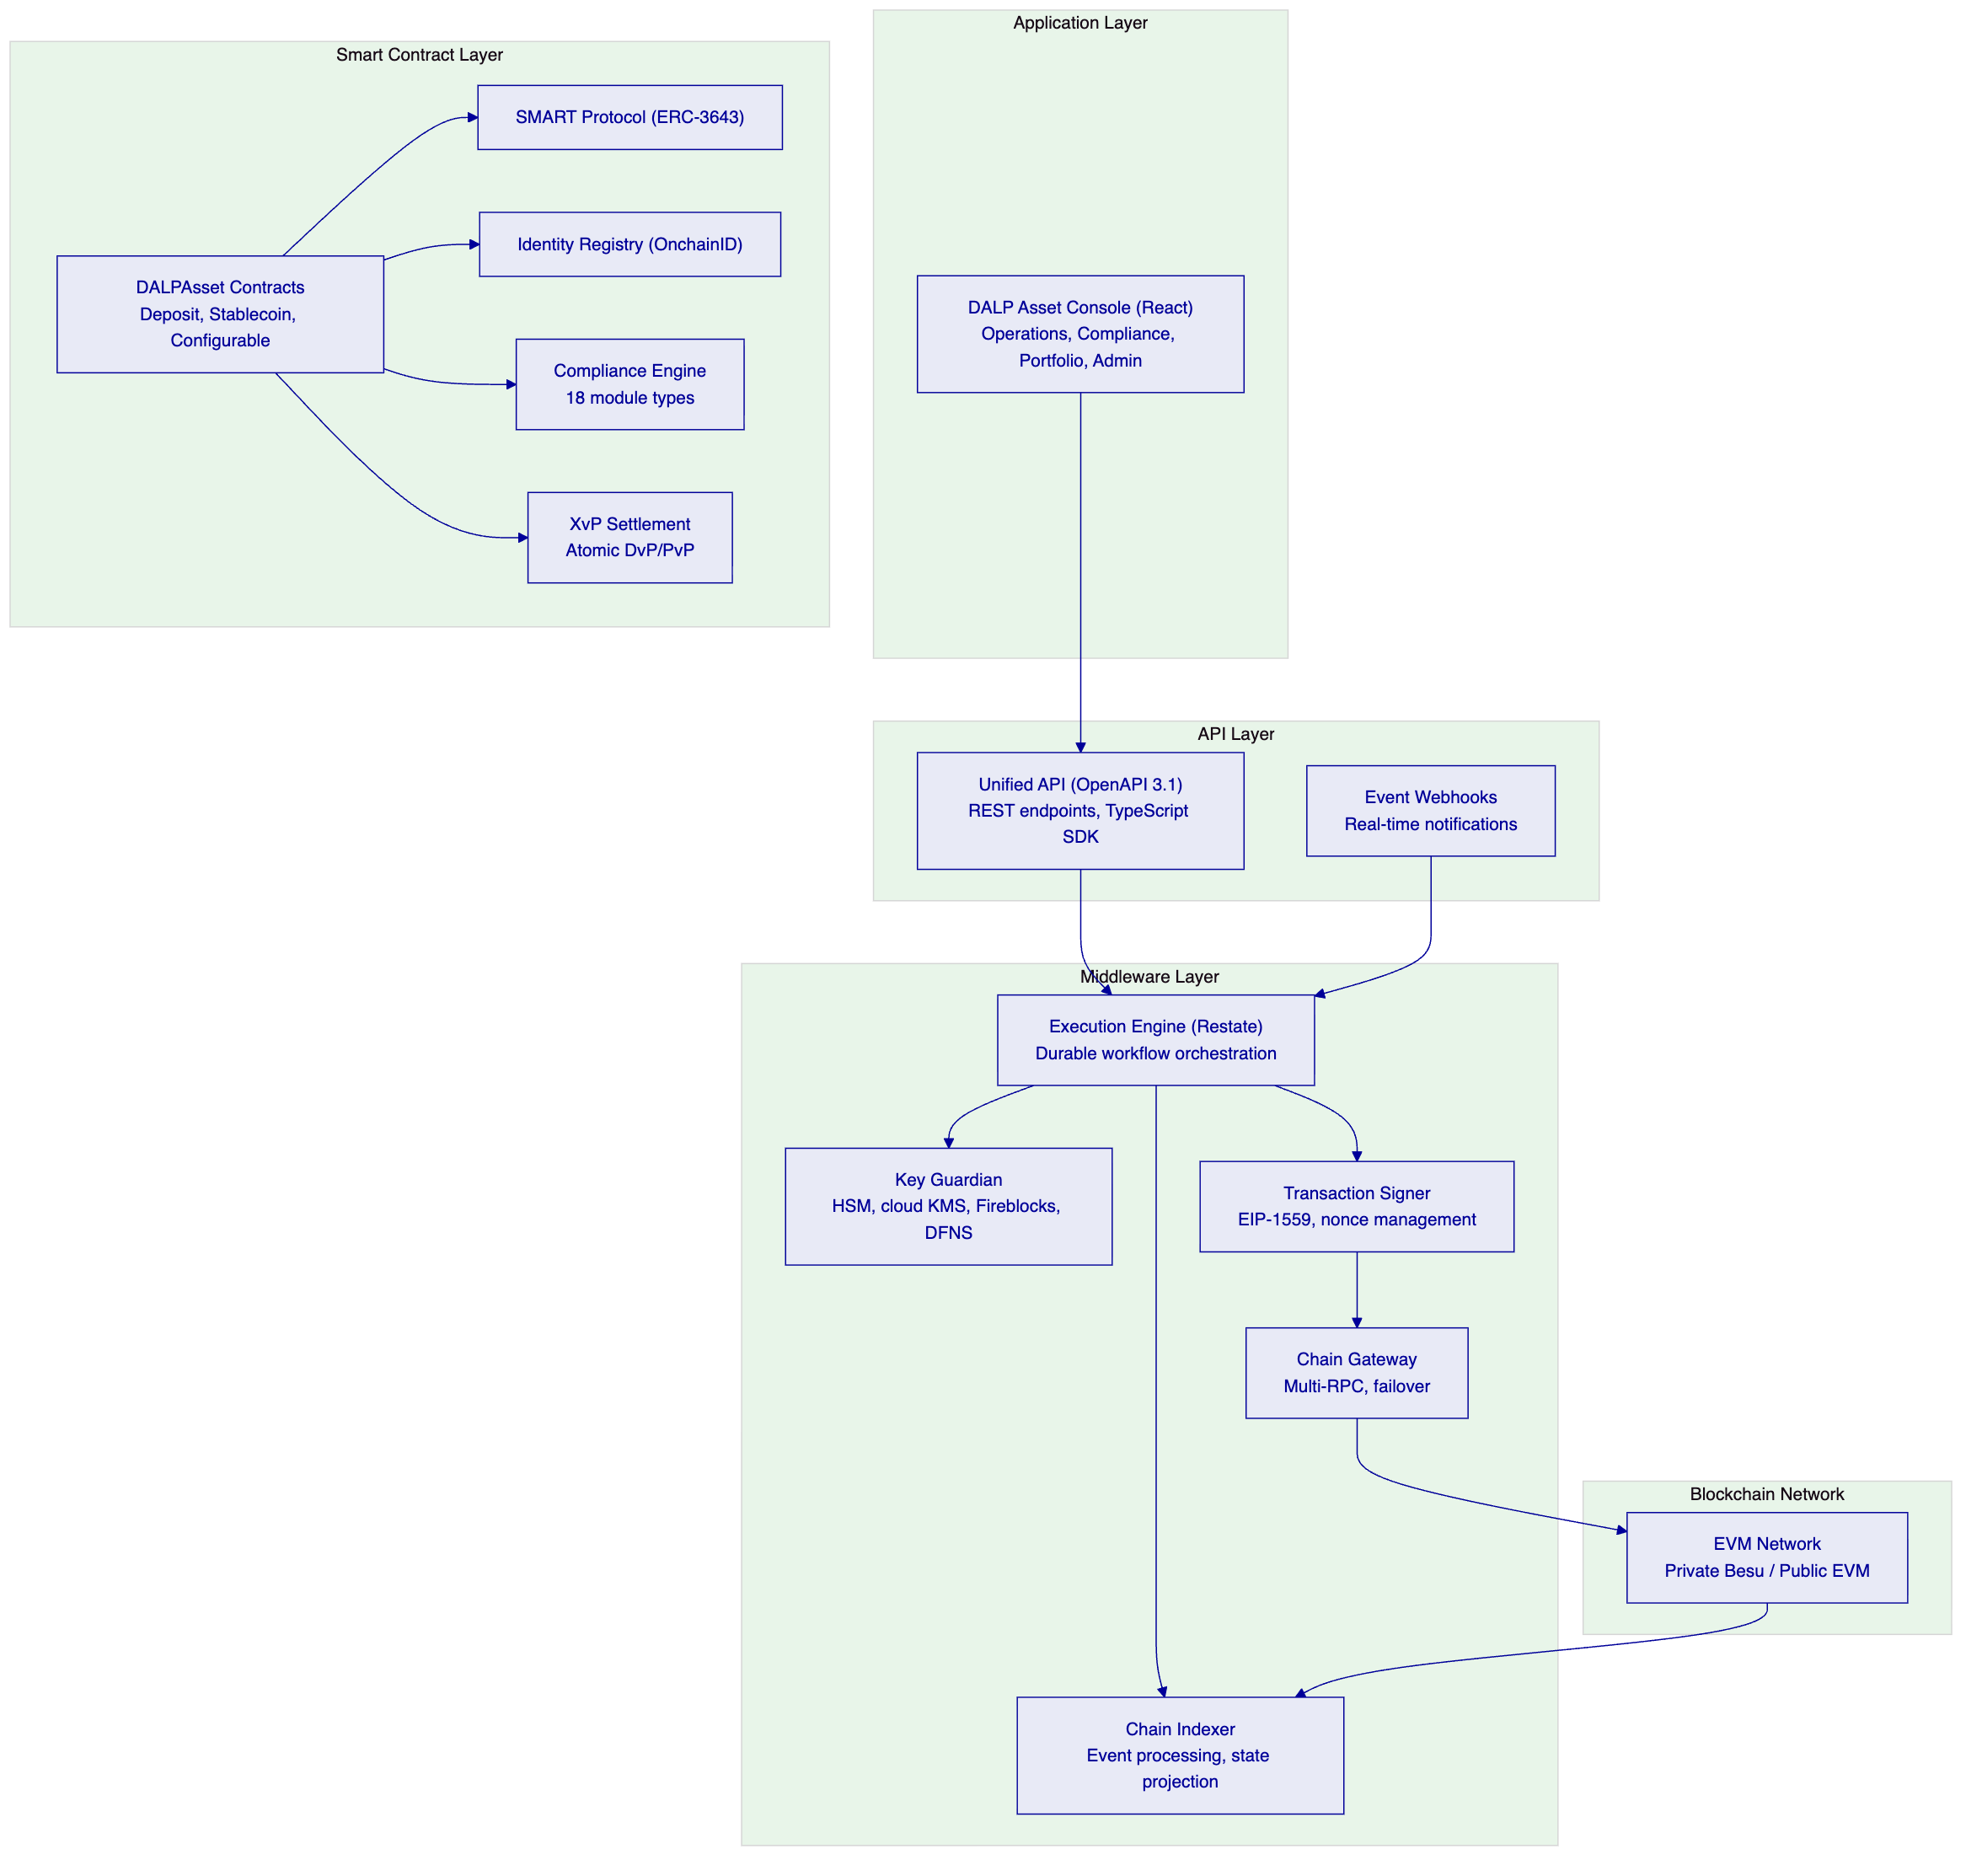 Smart Contract Layer
SMART Protocol (ERC-3643)
Identity Registry (OnchainID)
DALPAsset Contracts
Deposit, Stablecoin,
Configurable
Compliance Engine
18 module types
XvP Settlement
Atomic DvP/PvP
Application Layer
DALP Asset Console (React)
Operations, Compliance,
Portfolio, Admin
API Layer
Unified API (OpenAPI 3.1)
REST endpoints, TypeScript
SDK
Event Webhooks
Real-time notifications
Middleware Layer
Execution Engine (Restate)
Durable workflow orchestration
Key Guardian
HSM, cloud KMS, Fireblocks,
DFNS
Transaction Signer
EIP-1559, nonce management
Chain Gateway
Multi-RPC, failover
Blockchain Network
EVM Network
Private Besu / Public EVM
Chain Indexer
Event processing, state
projection